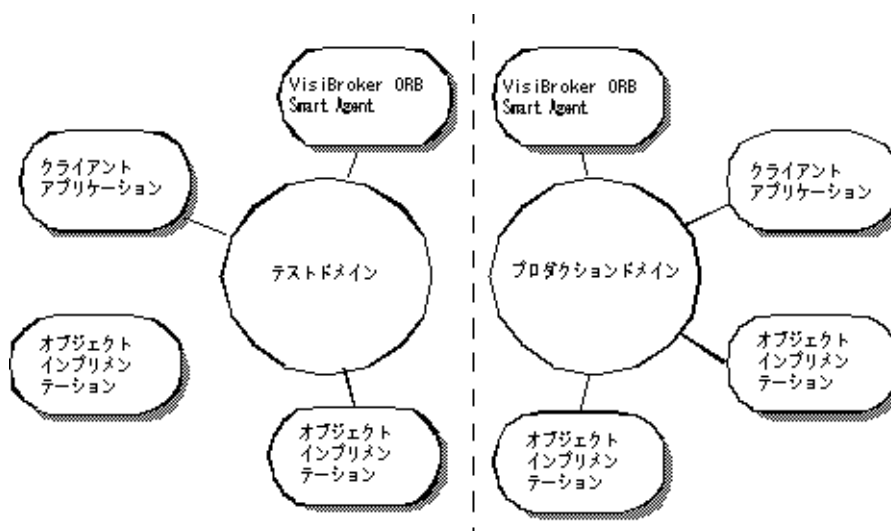 VisiBroker ORB
Smart Agent
クライアント
アプリケーション
テストドメイン
オブジェクト
インプリメン
テーション
オブジェクト
インプリメン
テーション
VisiBroker ORB
Smart Agent
クライアント
アプリケーション
プロダクションドメイン
オブジェクト
インプリメン
テーション
オブジェクト
インプリメン
テーション